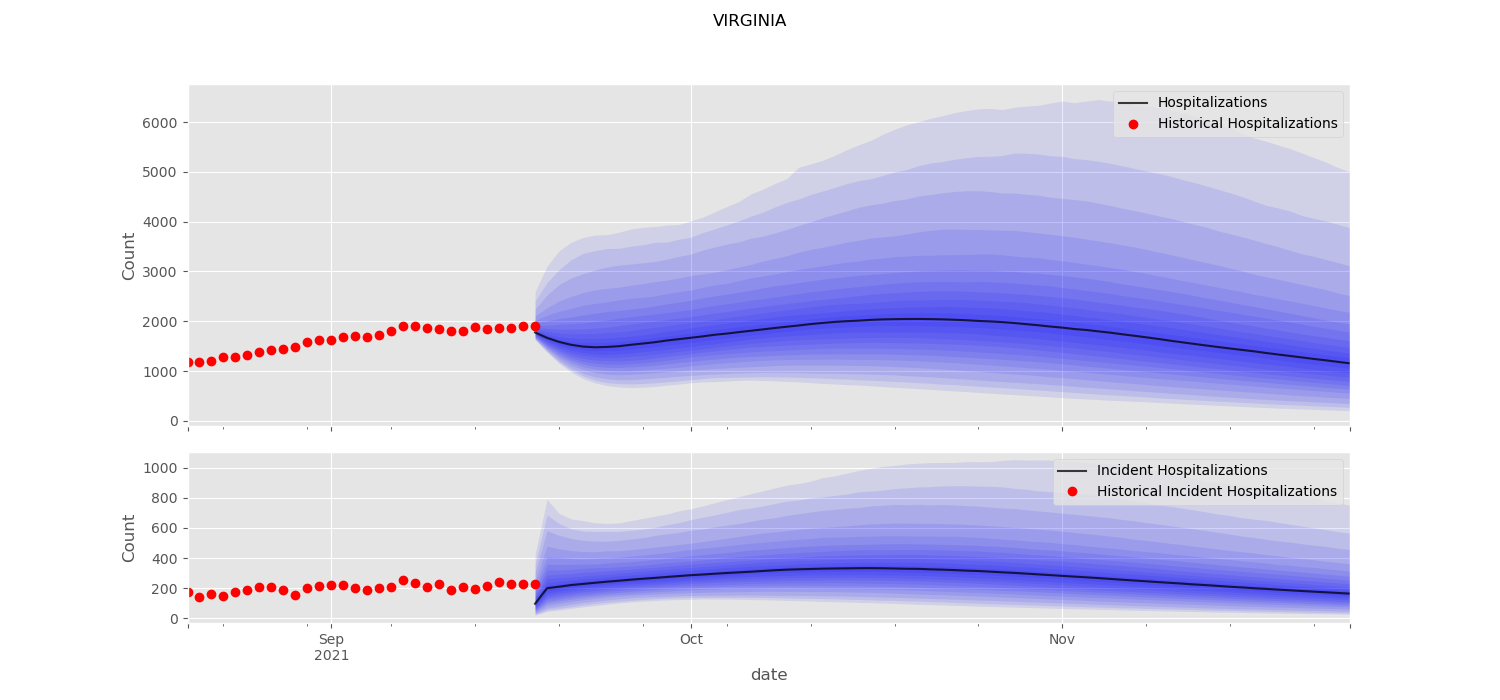 VIRGINIA
Hospitalizations
Historical Hospitalizations
Count
6000
5000
4000
3000
2000
1000
0
Incident Hospitalizations
Historical Incident Hospitalizations
Count
1000
800
600
400
200
0
Sep
2021
Oct
Nov
date